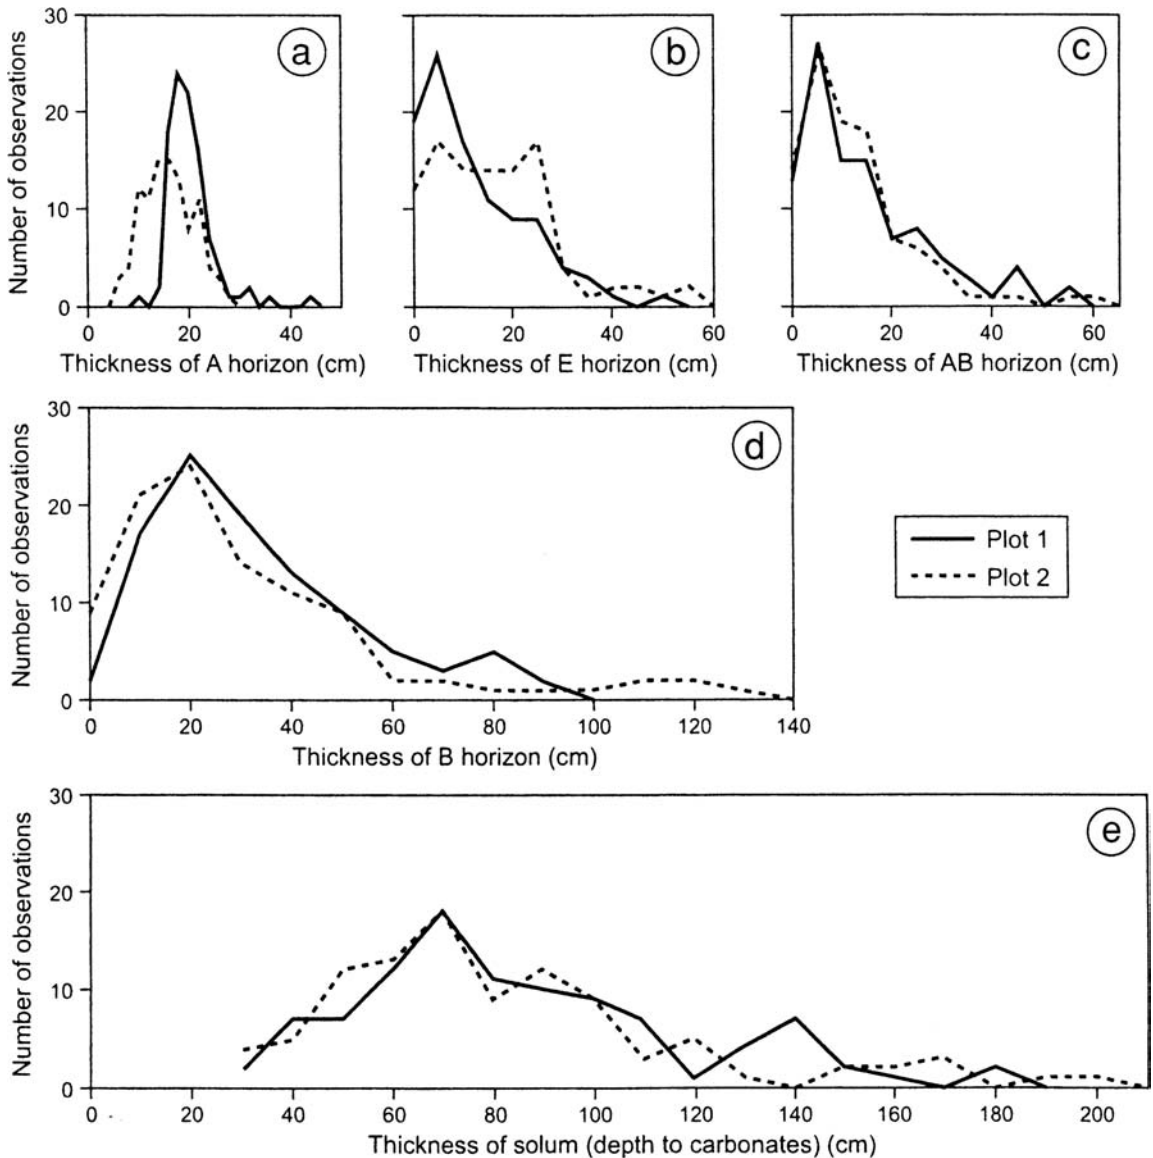 30
20
10
0
Number of observations
a
0
20
40
Thickness of A horizon (cm)
b
0
20
40
60
Thickness of E horizon (cm)
c
0
20
40
60
Thickness of AB horizon (cm)
30
20
10
0
Number of observations
d
0
20
40
60
80
100
120
140
Thickness of B horizon (cm)
Plot 1
Plot 2
30
20
10
0
Number of observations
e
0
20
40
60
80
100
120
140
160
180
200
Thickness of solum (depth to carbonates) (cm)